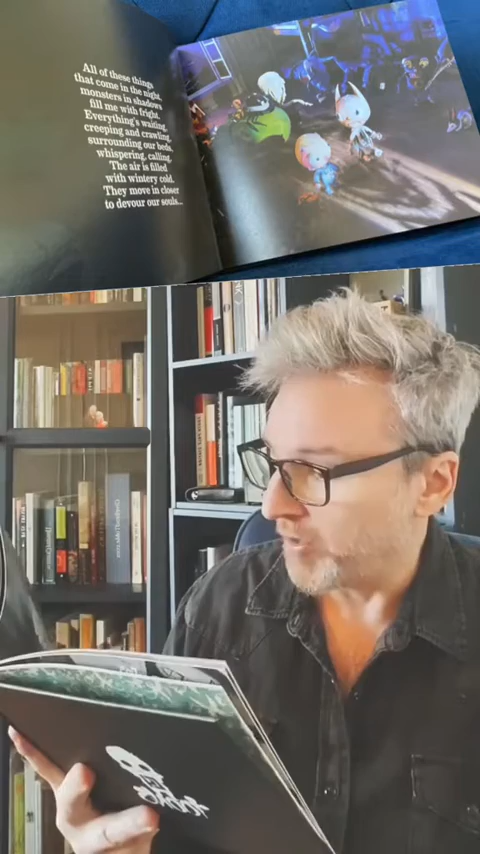 All of these things
that come in the night,
monsters in shadows
fill me with fright.
Everything's waiting,
creeping and crawling,
surrounding our beds,
whispering, calling.
The air is filled
with wintery cold.
They move in closer
to devour our souls...